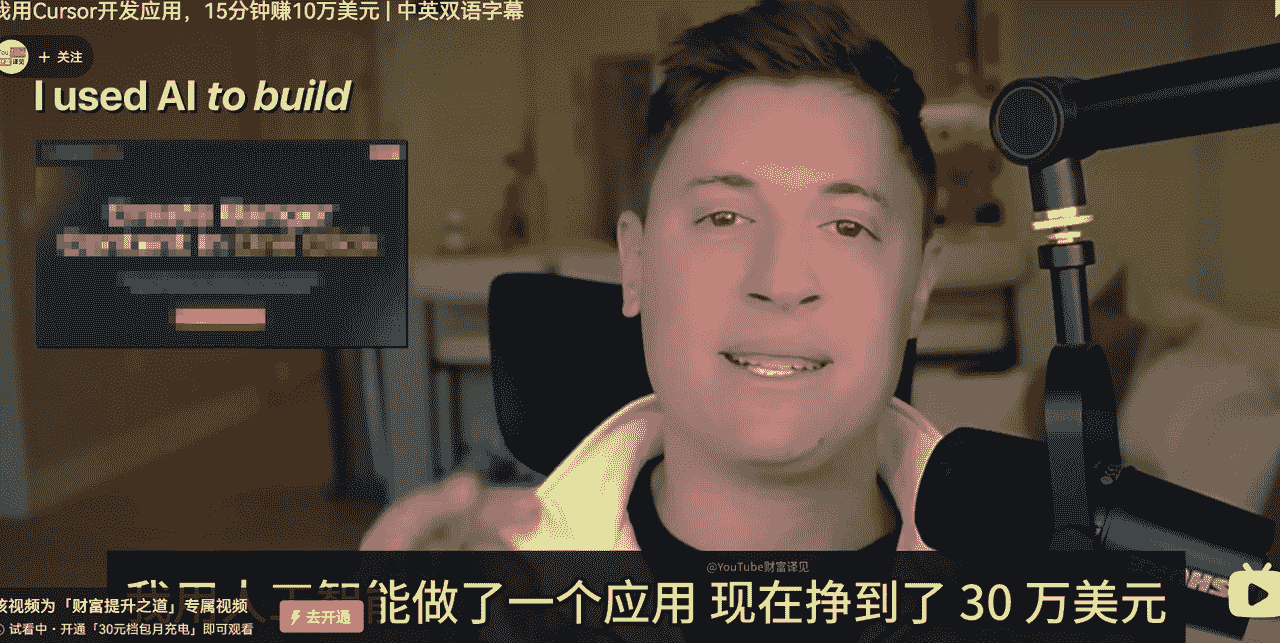 我用Cursor开发应用，15分钟赚10万美元 | 中英双语字幕
+ 关注
I used AI to build
@YouTube财富译见
我用人工智能做了一个应用 现在挣到了 30 万美元
该视频为「财富提升之道」专属视频
去开通
试看中·开通「30元档包月充电」即可观看